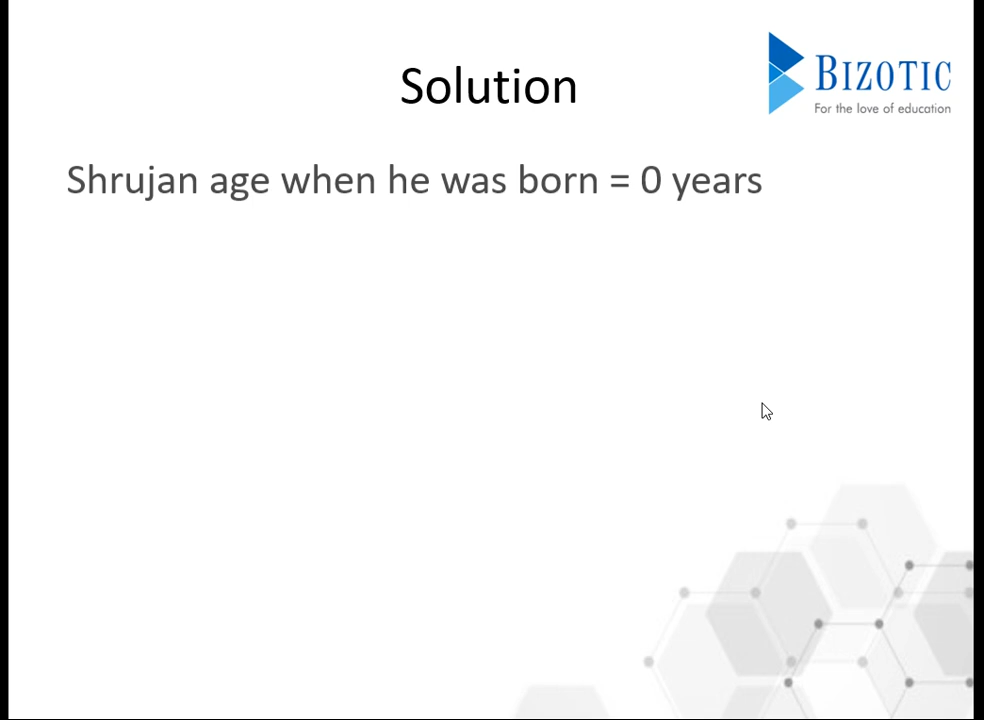 Solution
BIZOTIC
For the love of education
Shrujan age when he was born = 0 years